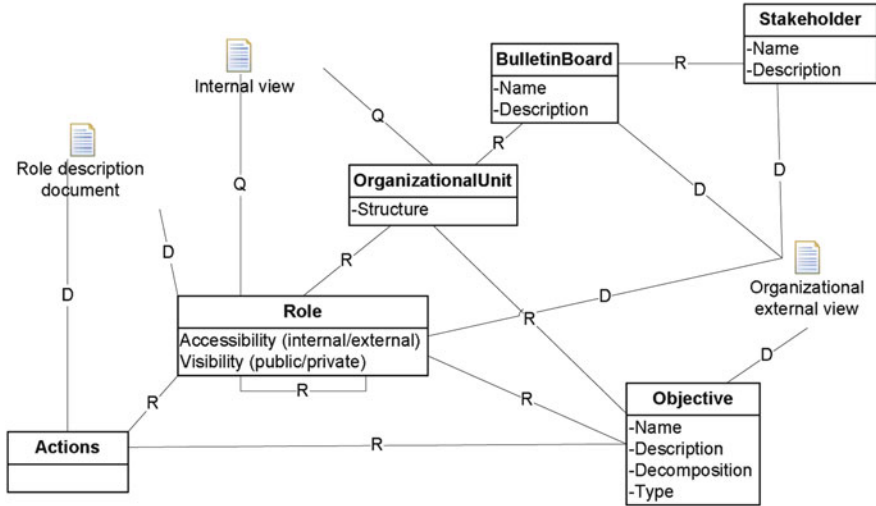 Stakeholder
-Name
-Description
BulletinBoard
-Name
-Description
R
Internal view
Q
R
Role description
document
OrganizationalUnit
-Structure
D
D
Q
D
R
Organizational
external view
D
D
Role
Accessibility (internal/external)
Visibility (public/private)
R
R
D
R
R
Objective
-Name
-Description
-Decomposition
-Type
Actions
R